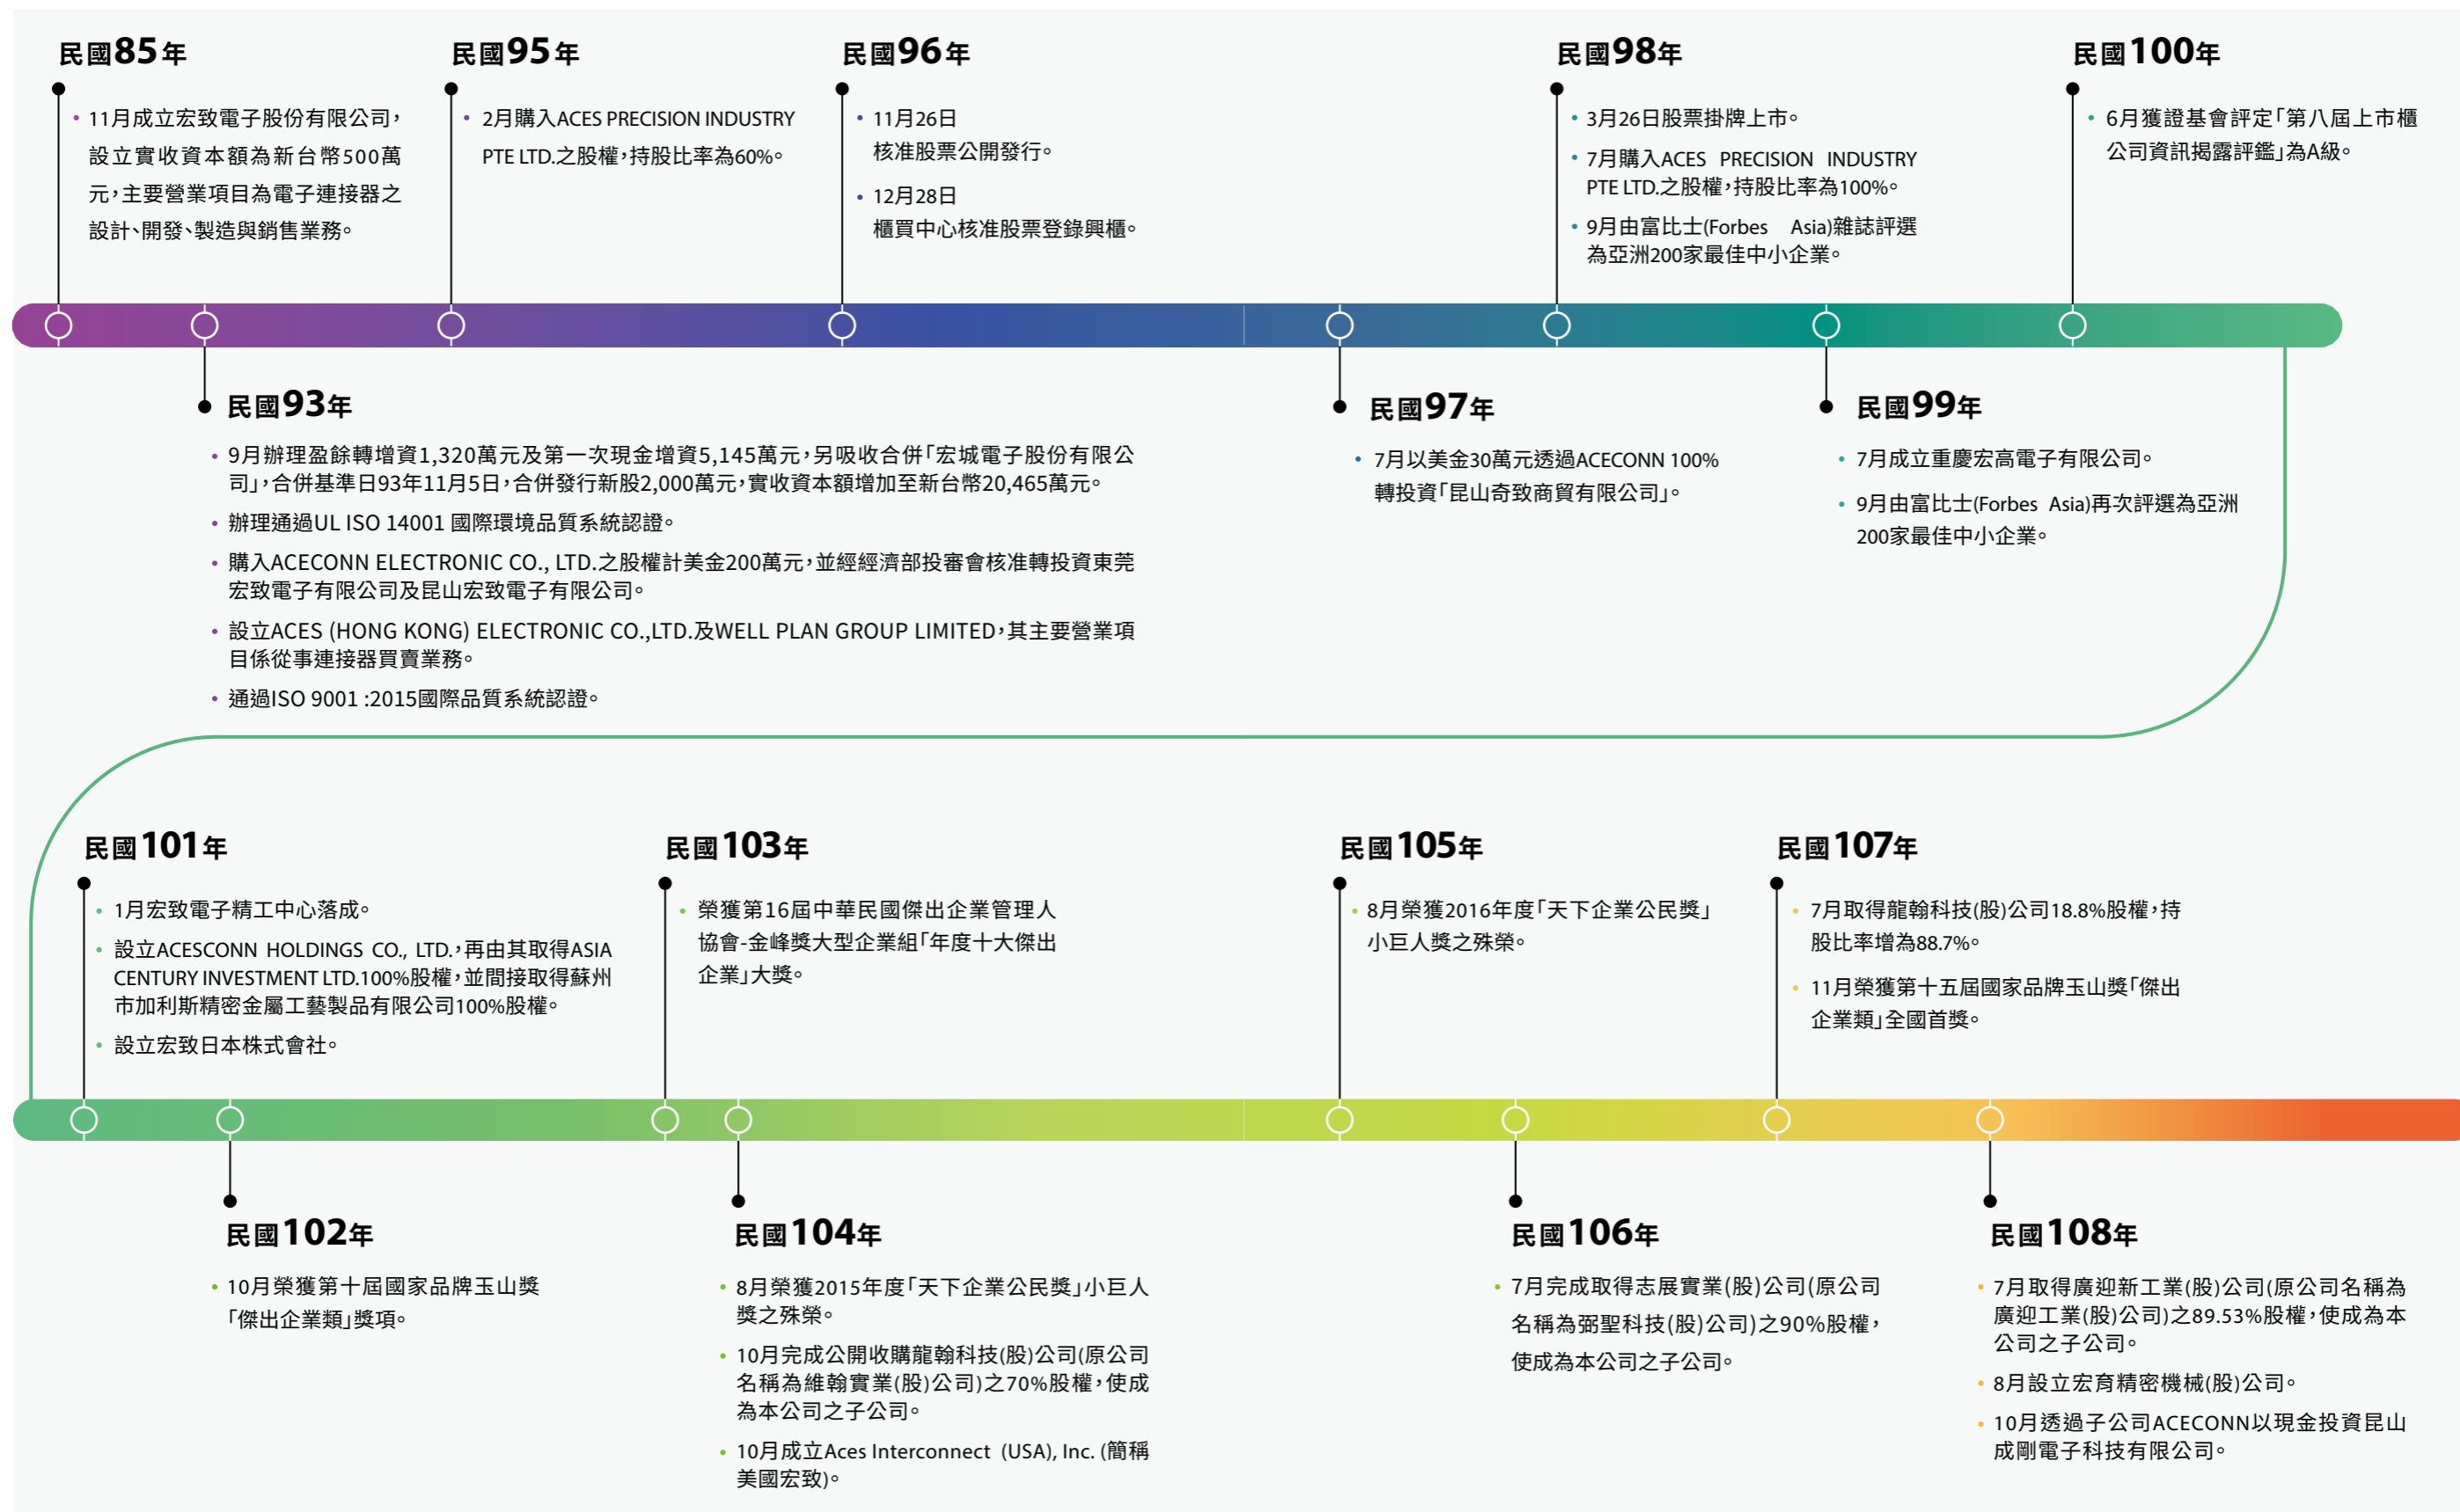 民國85年
• 11月成立宏致電子股份有限公司，
設立實收資本額為新台幣500萬
元，主要營業項目為電子連接器之
設計、開發、製造與銷售業務。
民國95年
• 2月購入ACES PRECISION INDUSTRY
PTE LTD.之股權，持股比率為60%。
民國96年
• 11月26日
核准股票公開發行。
• 12月28日
櫃買中心核准股票登錄興櫃。
民國98年
• 3月26日股票掛牌上市。
• 7月購入ACES PRECISION INDUSTRY
PTE LTD.之股權，持股比率為100%。
• 9月由富比士(Forbes Asia)雜誌評選
為亞洲200家最佳中小企業。
民國100年
• 6月獲證基會評定「第八屆上市櫃
公司資訊揭露評鑑」為A級。
民國93年
• 9月辦理盈餘轉增資1,320萬元及第一次現金增資5,145萬元，另吸收合併「宏城電子股份有限公
司」，合併基準日93年11月5日，合併發行新股2,000萬元，實收資本額增加至新台幣20,465萬元。
• 辦理通過UL ISO 14001 國際環境品質系統認證。
• 購入ACECONN ELECTRONIC CO., LTD.之股權計美金200萬元，並經經濟部投審會核准轉投資東莞
宏致電子有限公司及昆山宏致電子有限公司。
• 設立ACES (HONG KONG) ELECTRONIC CO.,LTD.及WELL PLAN GROUP LIMITED，其主要營業項
目係從事連接器買賣業務。
• 通過ISO 9001 :2015國際品質系統認證。
民國97年
• 7月以美金30萬元透過ACECONN 100%
轉投資「昆山奇致商貿有限公司」。
民國99年
• 7月成立重慶宏高電子有限公司。
• 9月由富比士(Forbes Asia)再次評選為亞洲
200家最佳中小企業。
民國101年
• 1月宏致電子精工中心落成。
• 設立ACESCONN HOLDINGS CO., LTD.，再由其取得ASIA
CENTURY INVESTMENT LTD.100%股權，並間接取得蘇州
市加利斯精密金屬工藝製品有限公司100%股權。
• 設立宏致日本株式會社。
民國103年
• 榮獲第16屆中華民國傑出企業管理人
協會-金峰獎大型企業組「年度十大傑出
企業」大獎。
民國105年
• 8月榮獲2016年度「天下企業公民獎」
小巨人獎之殊榮。
民國107年
• 7月取得龍翰科技(股)公司18.8%股權，持
股比率增為88.7%。
• 11月榮獲第十五屆國家品牌玉山獎「傑出
企業類」全國首獎。
民國102年
• 10月榮獲第十屆國家品牌玉山獎
「傑出企業類」獎項。
民國104年
• 8月榮獲2015年度「天下企業公民獎」小巨人
獎之殊榮。
• 10月完成公開收購龍翰科技(股)公司(原公司
名稱為維翰實業(股)公司)之70%股權，使成
為本公司之子公司。
• 10月成立Aces Interconnect (USA), Inc. (簡稱
美國宏致)。
民國106年
• 7月完成取得志展實業(股)公司(原公司
名稱為弼聖科技(股)公司)之90%股權，
使成為本公司之子公司。
民國108年
• 7月取得廣迎新工業(股)公司(原公司名稱為
廣迎工業(股)公司)之89.53%股權，使成為本
公司之子公司。
• 8月設立宏育精密機械(股)公司。
• 10月透過子公司ACECONN以現金投資昆山
成剛電子科技有限公司。